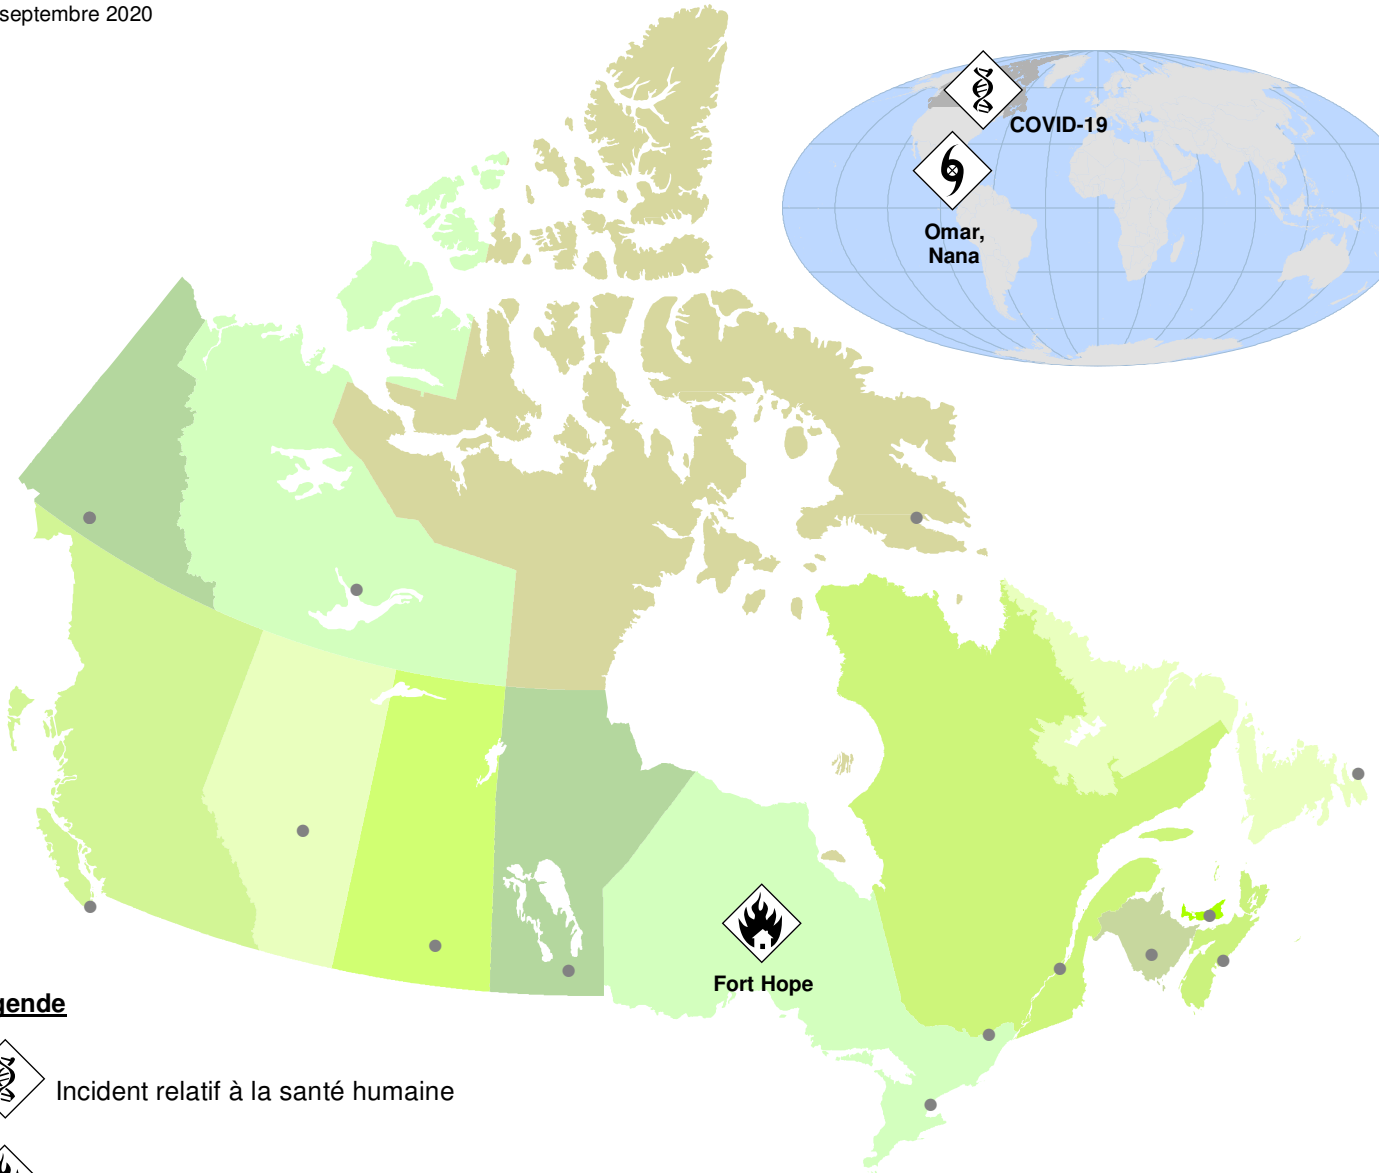 septembre 2020
COVID-19
Omar,
Nana
Fort Hope
gende
Incident relatif à la santé humaine